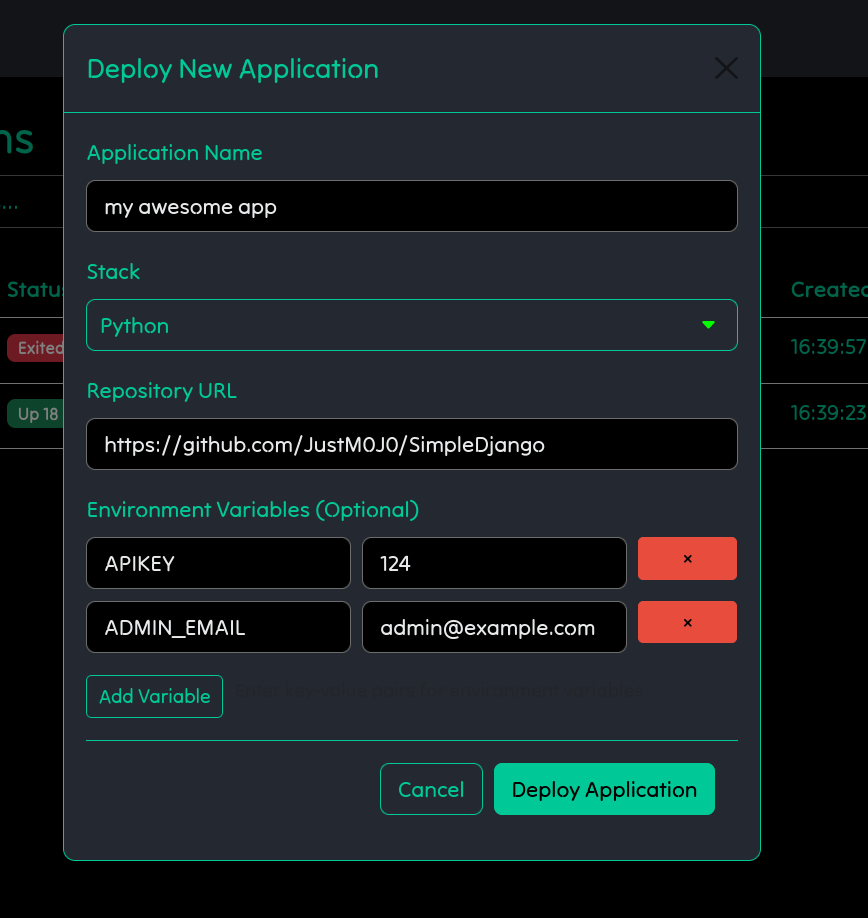 Deploy New Application
ns
Application Name
my awesome app
...
Stack
Status
Created
Python
Exited
16:39:57
Repository URL
Up 18
16:39:23
https://github.com/JustM0J0/SimpleDjango
Environment Variables (Optional)
APIKEY 124 ×
ADMIN_EMAIL admin@example.com ×
Add Variable Enter key-value pairs for environment variables
Cancel Deploy Application